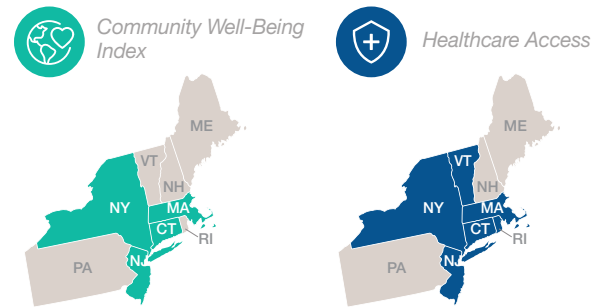 Community Well-Being
Index
ME
VT
NH
NY
MA
CT
RI
PA
NJ
Healthcare Access
ME
VT
NH
NY
MA
CT
RI
PA
NJ